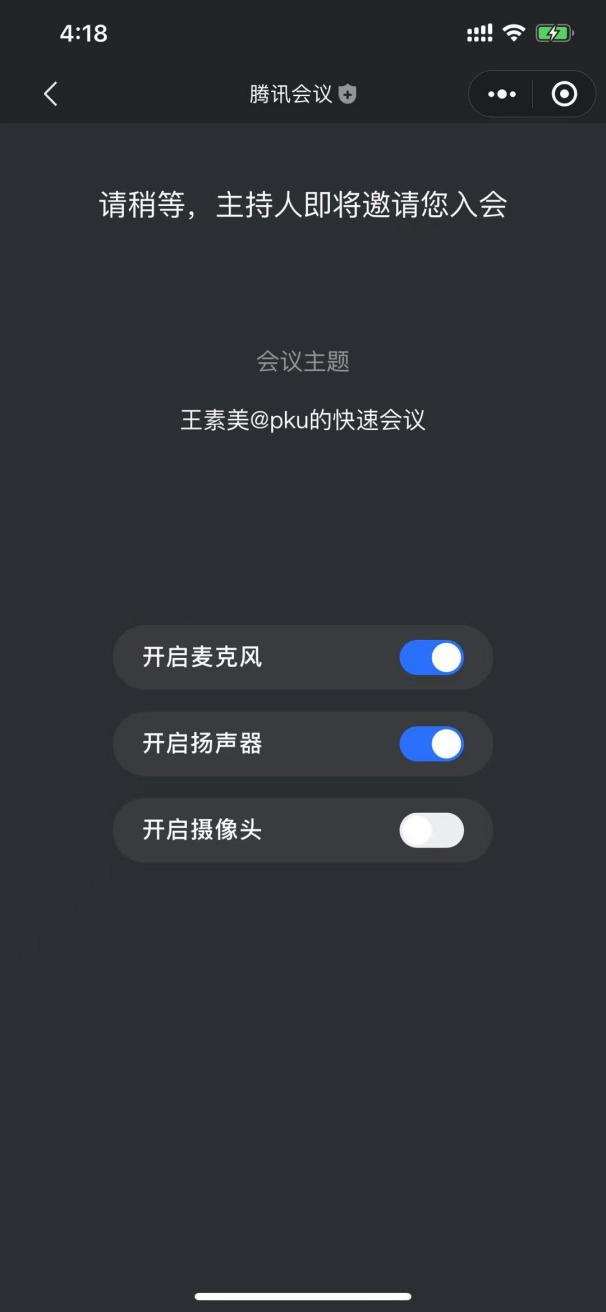 4:18
腾讯会议
请稍等，主持人即将邀请您入会
会议主题
王素美@pku的快速会议
开启麦克风
开启扬声器
开启摄像头